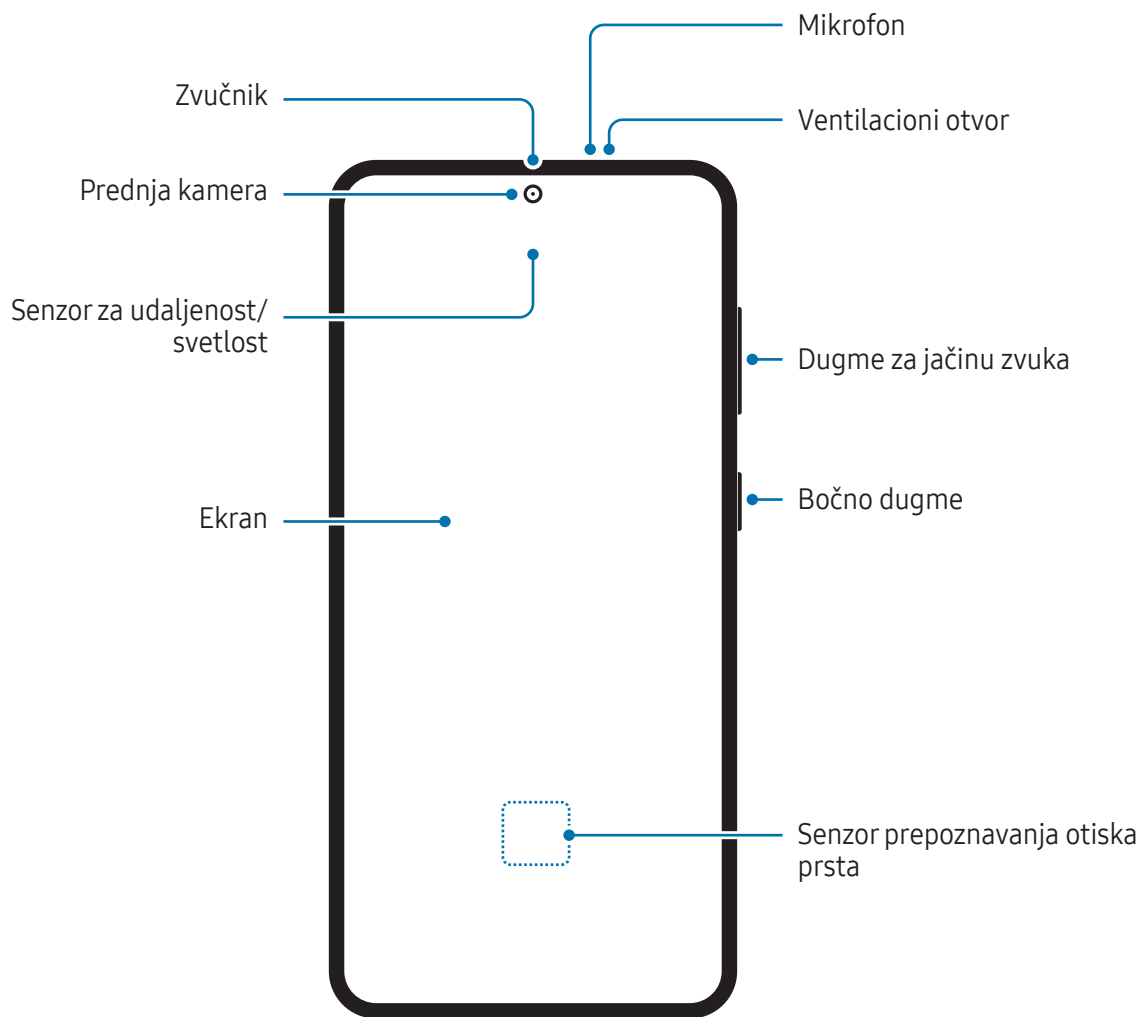 Mikrofon
Zvučnik
Ventilacioni otvor
Prednja kamera
Senzor za udaljenost/
svetlost
Dugme za jačinu zvuka
Bočno dugme
Ekran
Senzor prepoznavanja otiska
prsta